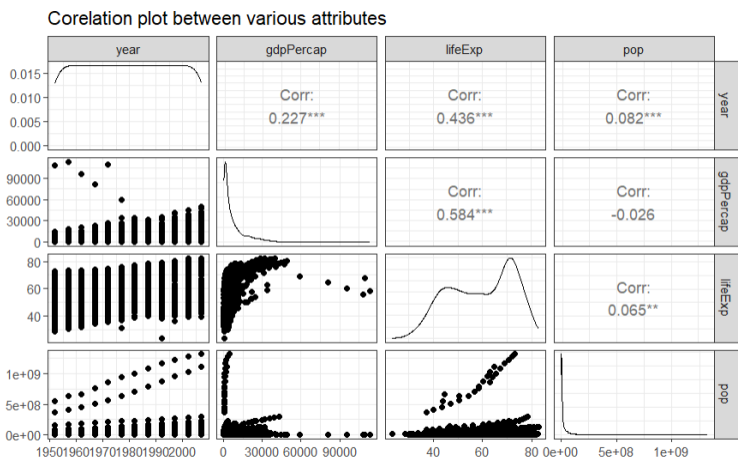 Corelation plot between various attributes
year gdpPercap lifeExp pop
0.015
0.010
0.005
0.000
Corr:
0.227***
Corr:
0.436***
Corr:
0.082***
year
90000
60000
30000
0
Corr:
0.584***
Corr:
-0.026
gdpPercap
80
60
40
Corr:
0.065**
lifeExp
1e+09
5e+08
0e+00
pop
195019601970198019902000 0 30000 60000 90000 40 60 80 0e+00 5e+08 1e+09